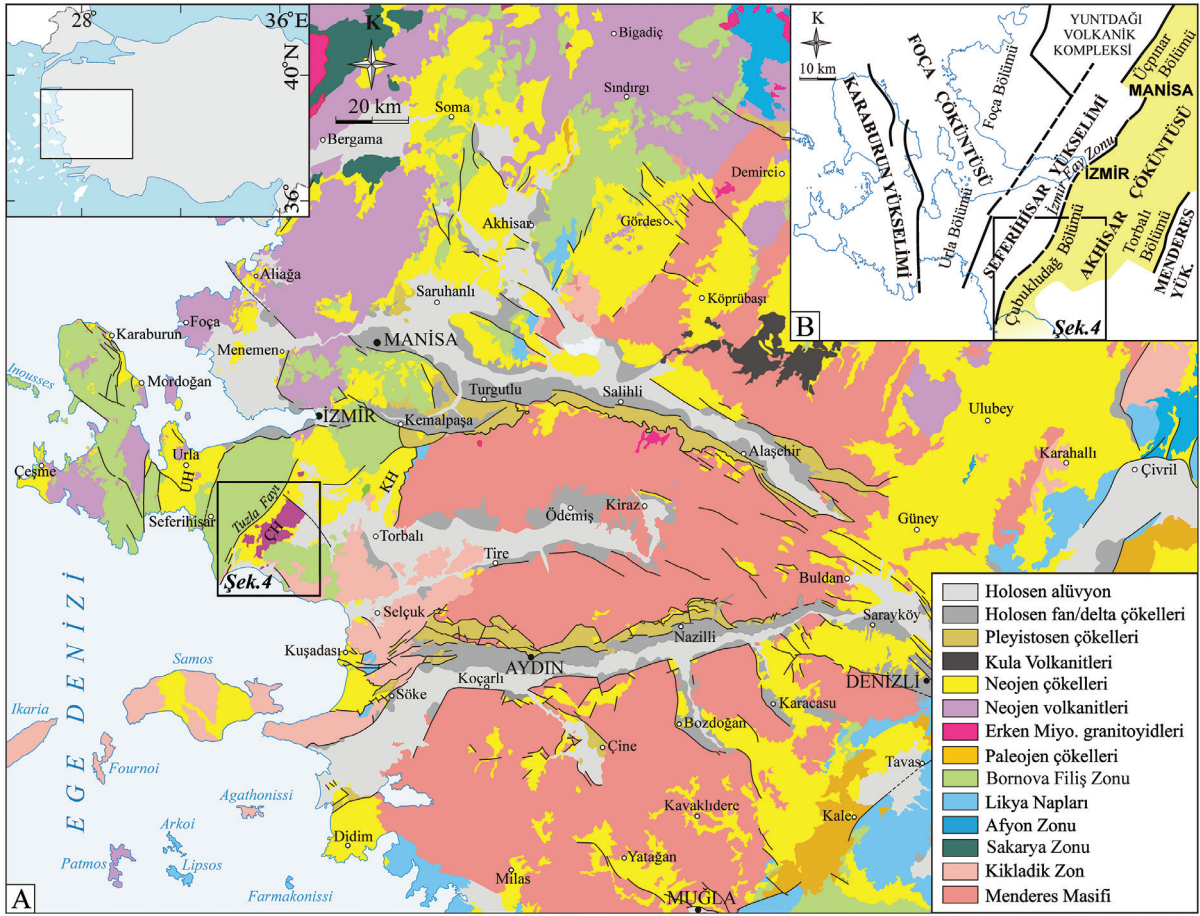 28°
36°E
40°N
36°
K
20 km
Bigadiç
Sındırgı
Soma
Bergama
Demirci
Akhisar
Gördes
Aliağa
Saruhanlı
Köprübaşı
Foça
Karaburun
Menemen
MANİSA
Inousses
Mordoğan
Turgutlu
Salihli
Ulubey
İZMİR
Kemalpaşa
Urla
Alaşehir
Karahallı
Çeşme
UH
KH
Çivril
Seferihisar
Tuzla Fayı
ÇH
Kiraz
Ödemiş
Güney
Torbalı
Tire
Şek.4
Buldan
Selçuk
Sarayköy
Nazilli
Kuşadası
AYDIN
Samos
Koçarlı
DENİZLİ
Söke
Karacasu
Ikaria
Bozdoğan
Çine
Fournoi
Tavas
Agathonissi
Kavaklıdere
Kale
Arkoi
Didim
Patmos
Lipsos
Yatağan
Farmakonissi
Milas
MUĞLA
EGE DENİZİ
A
K
10 km
YUNTDAĞI
VOLKANİK
KOMPLEKSİ
Üçpınar
Bölümü
MANİSA
FOÇA ÇÖKÜNTÜSÜ
Foça Bölümü
KARABURUN YÜKSELİMİ
Urla Bölümü
SEFERIHISAR YÜKSELİMİ
İzmir Fay Zonu
İZMİR
AKHİSAR ÇÖKÜNTÜSÜ
Çubukludağ Bölümü
Torbalı
Bölümü
MENDERES
YÜK.
Şek.4
B
Holosen alüvyon
Holosen fan/delta çökelleri
Pleyistosen çökelleri
Kula Volkanitleri
Neojen çökelleri
Neojen volkanitleri
Erken Miyo. granitoyidleri
Paleojen çökelleri
Bornova Filiş Zonu
Likya Napları
Afyon Zonu
Sakarya Zonu
Kikladik Zon
Menderes Masifi